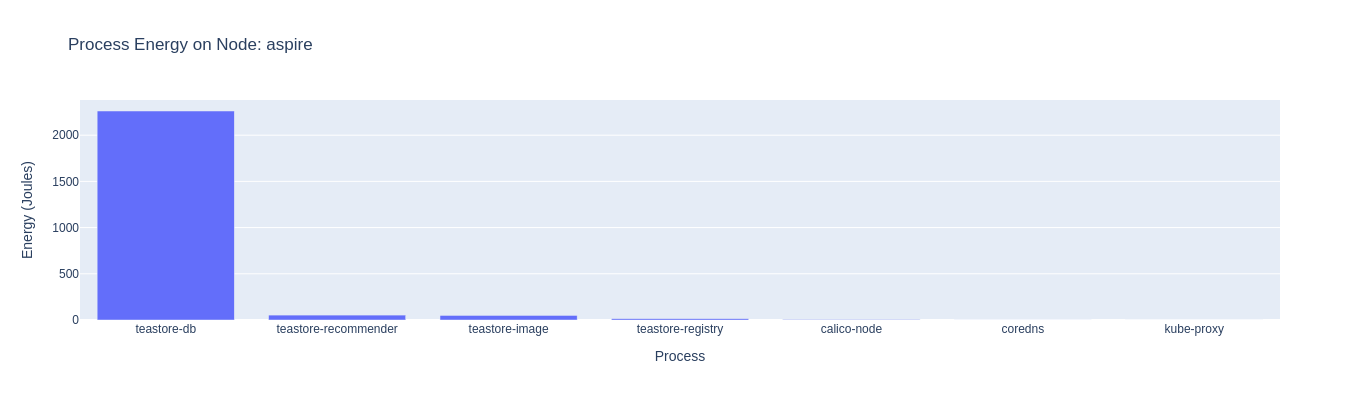 Process Energy on Node: aspire
Energy (Joules)
2000
1500
1000
500
0
teastore-db teastore-recommender teastore-image teastore-registry calico-node coredns kube-proxy
Process